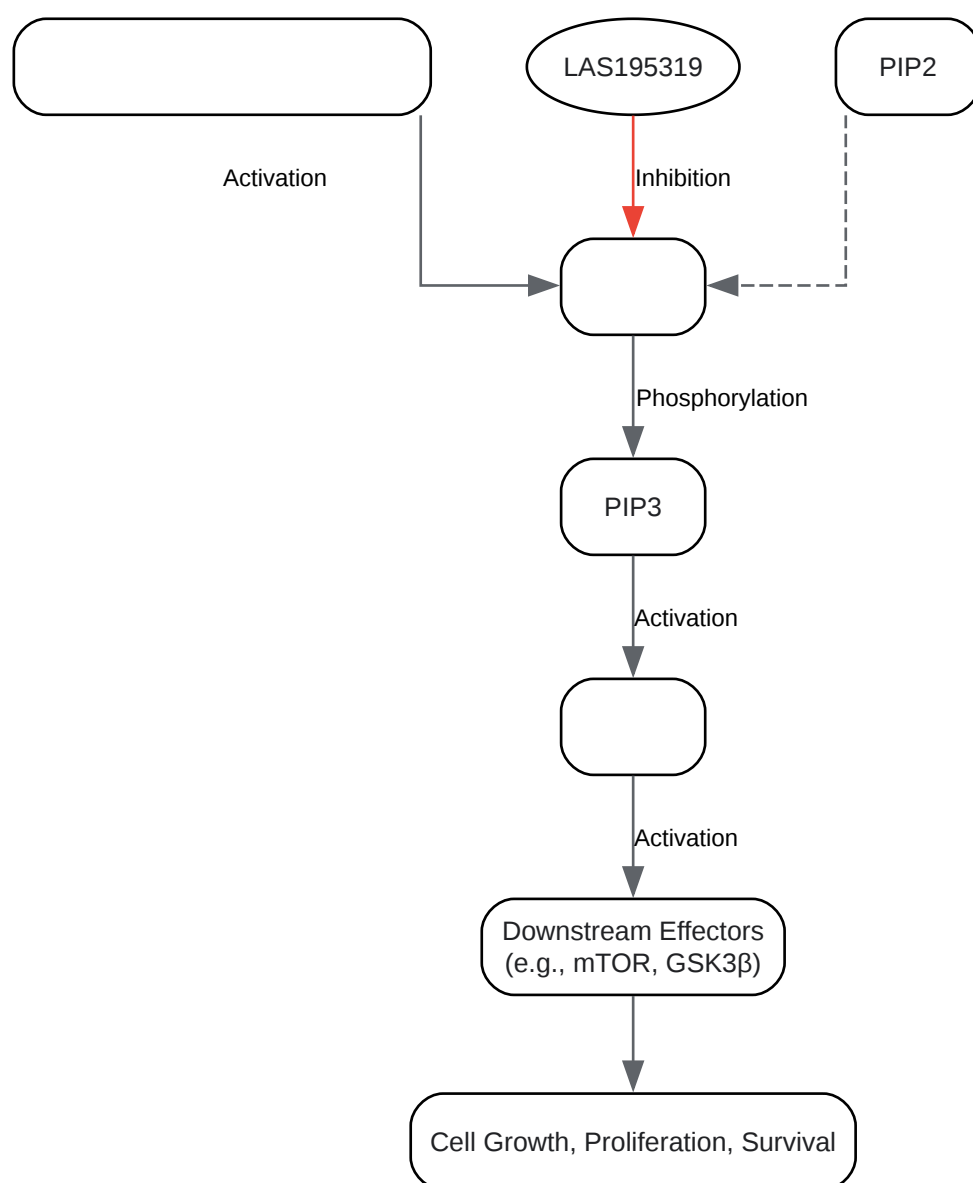 LAS195319
PIP2
Activation
Inhibition
Phosphorylation
PIP3
Activation
Activation
Downstream Effectors
(e.g., mTOR, GSK3β)
Cell Growth, Proliferation, Survival